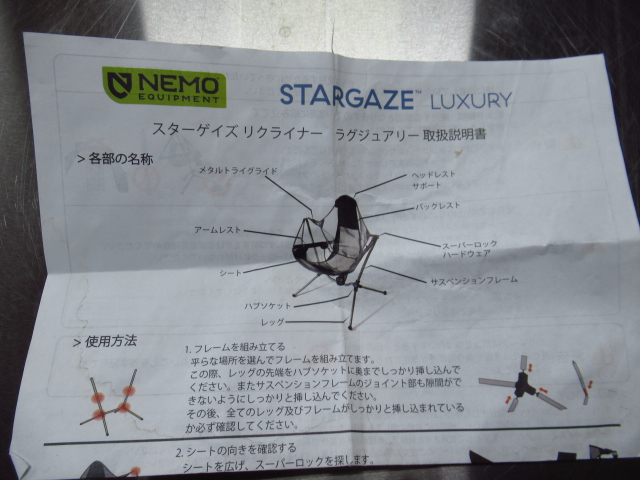 NEMO
EQUIPMENT
STARGAZE™ LUXURY
スターゲイズ リクライナー ラグジュアリー 取扱説明書
> 各部の名称
メタルトライグライド
ヘッドレスト
サポート
バックレスト
アームレスト
スーパーロック
ハードウェア
シート
サスペンションフレーム
ハブソケット
レッグ
> 使用方法
1. フレームを組み立てる
平らな場所を選んでフレームを組み立てます。
この際、レッグの先端をハブソケットに奥までしっかり挿し込んで
ください。またサスペンションフレームのジョイント部も隙間がで
きないようにしっかりと挿し込んでください。
その後、全てのレッグ及びフレームがしっかりと挿し込まれている
か必ず確認してください。
2. シートの向きを確認する
シートを広げ、スーパーロックを探します。